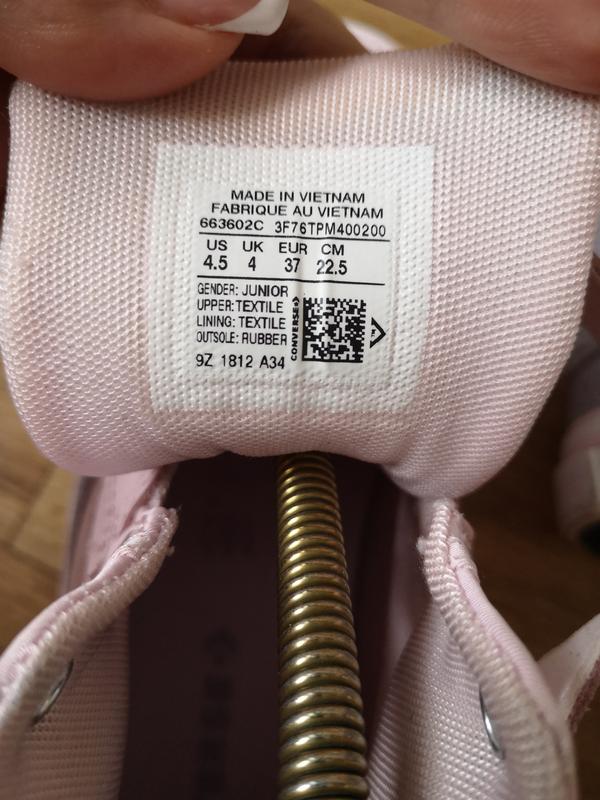 MADE IN VIETNAM
FABRIQUE AU VIETNAM
663602C 3F76TPM400200
US UK EUR CM
4.5 4 37 22.5
GENDER: JUNIOR
UPPER: TEXTILE
LINING: TEXTILE
OUTSOLE: RUBBER
CONVERSE
9Z 1812 A34